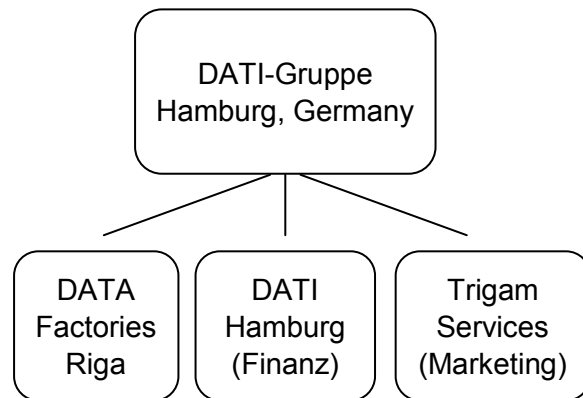 DATI-Gruppe
Hamburg, Germany
DATA
Factories
Riga
DATI
Hamburg
(Finanz)
Trigam
Services
(Marketing)